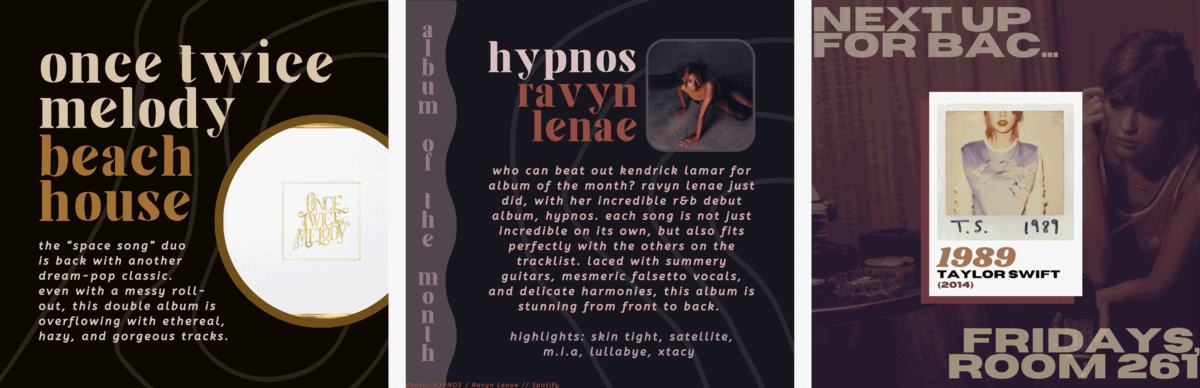 once twice
melody
beach
house
ONCE
TWICE
MELODY
the “space song” duo
is back with another
dream-pop classic.
even with a messy roll-
out, this double album is
overflowing with ethereal,
hazy, and gorgeous tracks.
album of the month
hypnos
ravyn
lenae
who can beat out kendrick lamar for
album of the month? ravyn lenae just
did, with her incredible r&b debut
album, hypnos. each song is not just
incredible on its own, but also fits
perfectly with the others on the
tracklist. laced with summery
guitars, mesmeric falsetto vocals,
and delicate harmonies, this album is
stunning from front to back.
highlights: skin tight, satellite,
m.i.a, lullabye, xtacy
Photo: HYPNOS / Ravyn Lenae // Spotify
NEXT UP
FOR BAC...
T.S. 1989
1989
TAYLOR SWIFT
(2014)
FRIDAYS,
ROOM 261